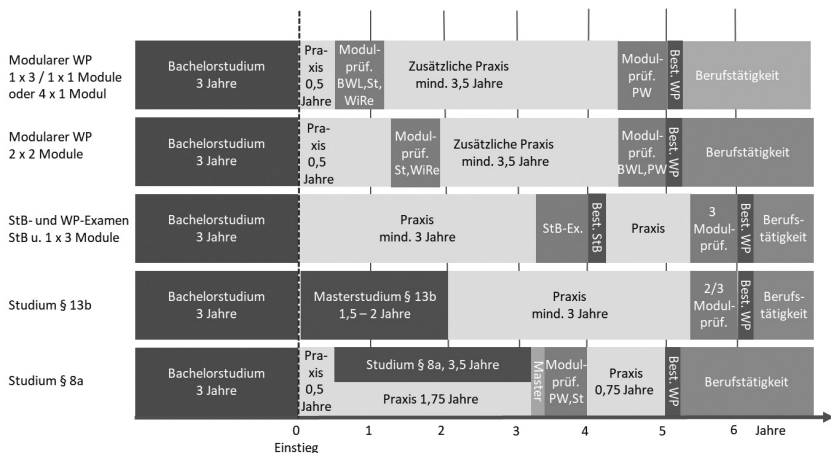 Modularer WP
1 x 3 / 1 x 1 Module
oder 4 x 1 Modul
Bachelorstudium
3 Jahre
Pra-
xis
0,5
Jahre
Modul-
prüf.
BWL,St,
WiRe
Zusätzliche Praxis
mind. 3,5 Jahre
Modul-
prüf.
PW
Best. WP
Berufstätigkeit
Modularer WP
2 x 2 Module
Bachelorstudium
3 Jahre
Pra-
xis
0,5
Jahre
Modul-
prüf.
St,WiRe
Zusätzliche Praxis
mind. 3,5 Jahre
Modul-
prüf.
BWL,PW
Best. WP
Berufstätigkeit
StB- und WP-Examen
StB u. 1 x 3 Module
Bachelorstudium
3 Jahre
Praxis
mind. 3 Jahre
StB-Ex.
Best. StB
Praxis
3
Modul-
prüf.
Best. WP
Berufs-
tätigkeit
Studium § 13b
Bachelorstudium
3 Jahre
Masterstudium § 13b
1,5 – 2 Jahre
Praxis
mind. 3 Jahre
2/3
Modul-
prüf.
Best. WP
Berufs-
tätigkeit
Studium § 8a
Bachelorstudium
3 Jahre
Pra-
xis
0,5
Jahre
Studium § 8a, 3,5 Jahre
Praxis 1,75 Jahre
Master
Modul-
prüf.
PW,St
Praxis
0,75 Jahre
Best. WP
Berufstätigkeit
0 1 2 3 4 5 6 Jahre
Einstieg